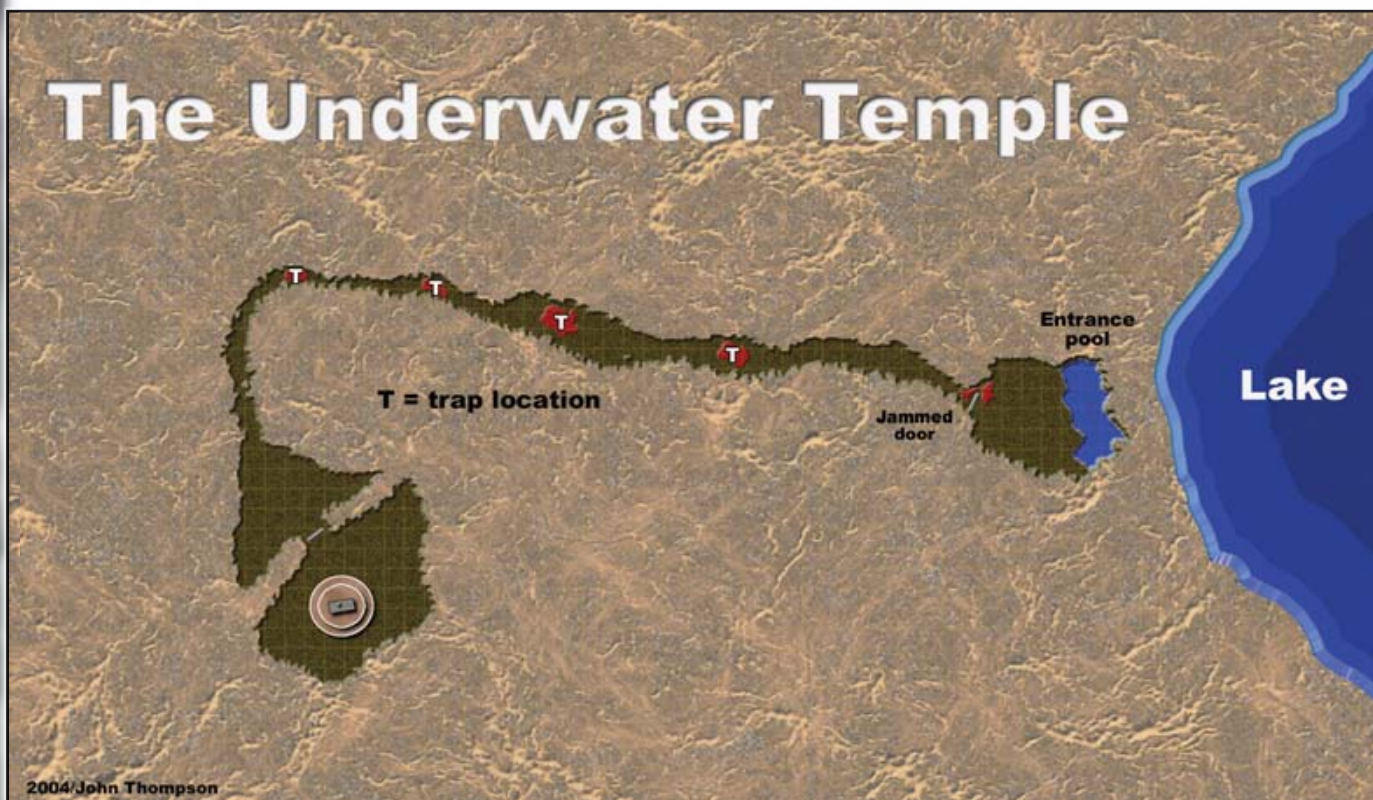 The Underwater Temple
T
T
T
T
Entrance
pool
Lake
T = trap location
Jammed
door
2004/John Thompson